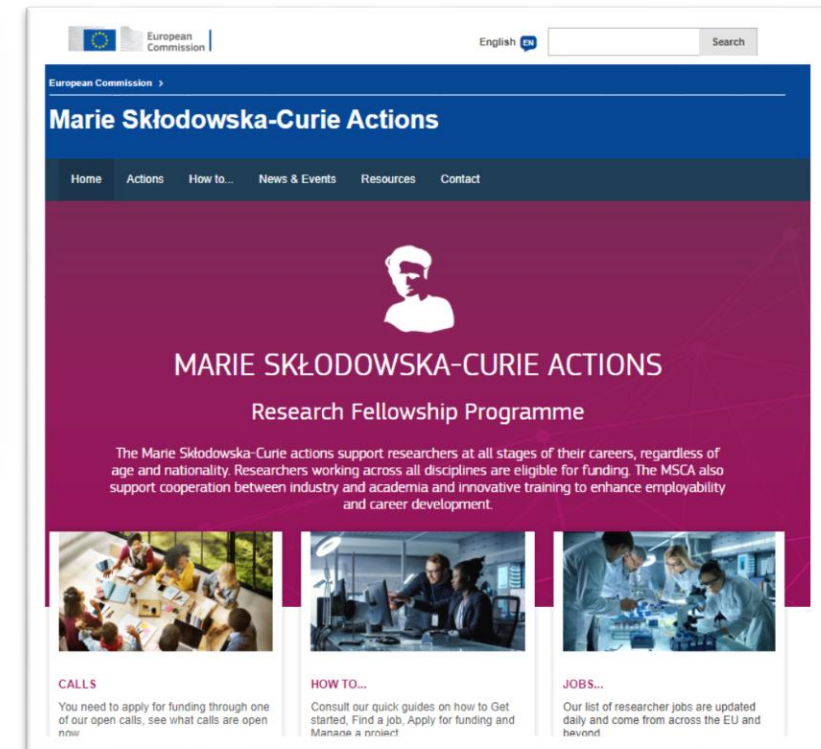 European
Commission
English EN
Search
European Commission >
Marie Skłodowska-Curie Actions
Home Actions How to... News & Events Resources Contact
MARIE SKŁODOWSKA-CURIE ACTIONS
Research Fellowship Programme
The Marie Skłodowska-Curie actions support researchers at all stages of their careers, regardless of
age and nationality. Researchers working across all disciplines are eligible for funding. The MSCA also
support cooperation between industry and academia and innovative training to enhance employability
and career development.
CALLS
You need to apply for funding through one
of our open calls, see what calls are open
now
HOW TO...
Consult our quick guides on how to Get
started, Find a job, Apply for funding and
Manage a project
JOBS...
Our list of researcher jobs are updated
daily and come from across the EU and
beyond